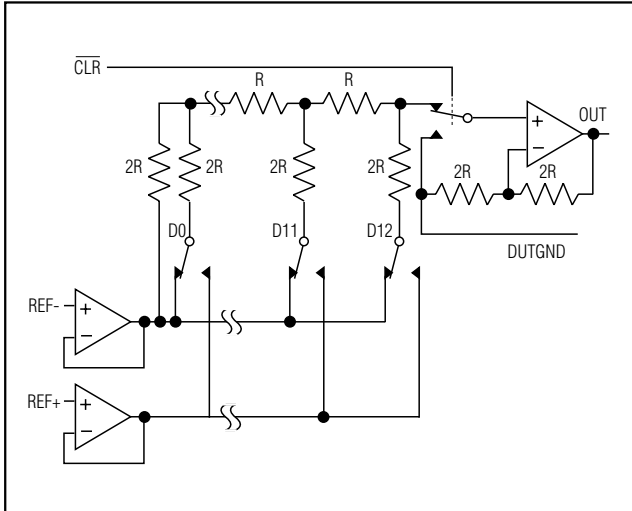 CLR
R R
OUT
+
−
2R 2R 2R 2R 2R 2R
D0 D11 D12
DUTGND
REF-
+
−
REF+
+
−